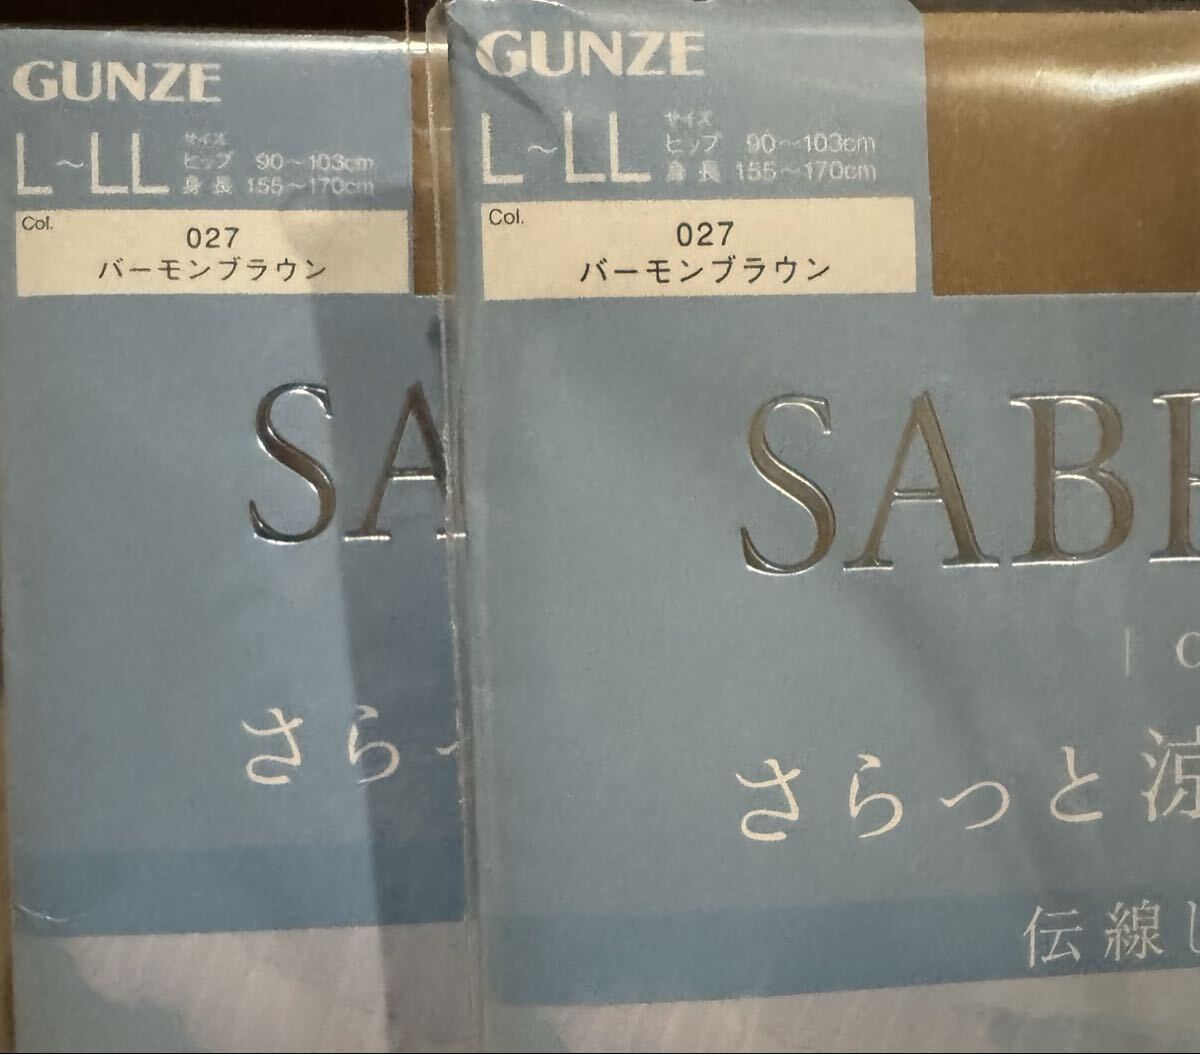 GUNZE
L~LL
サイズ
ヒップ 90~103cm
身長 155~170cm
Col.
027
バーモンブラウン
SA
さらっ
GUNZE
L~LL
サイズ
ヒップ 90~103cm
身長 155~170cm
Col.
027
バーモンブラウン
SAB
さらっと涼
伝線し